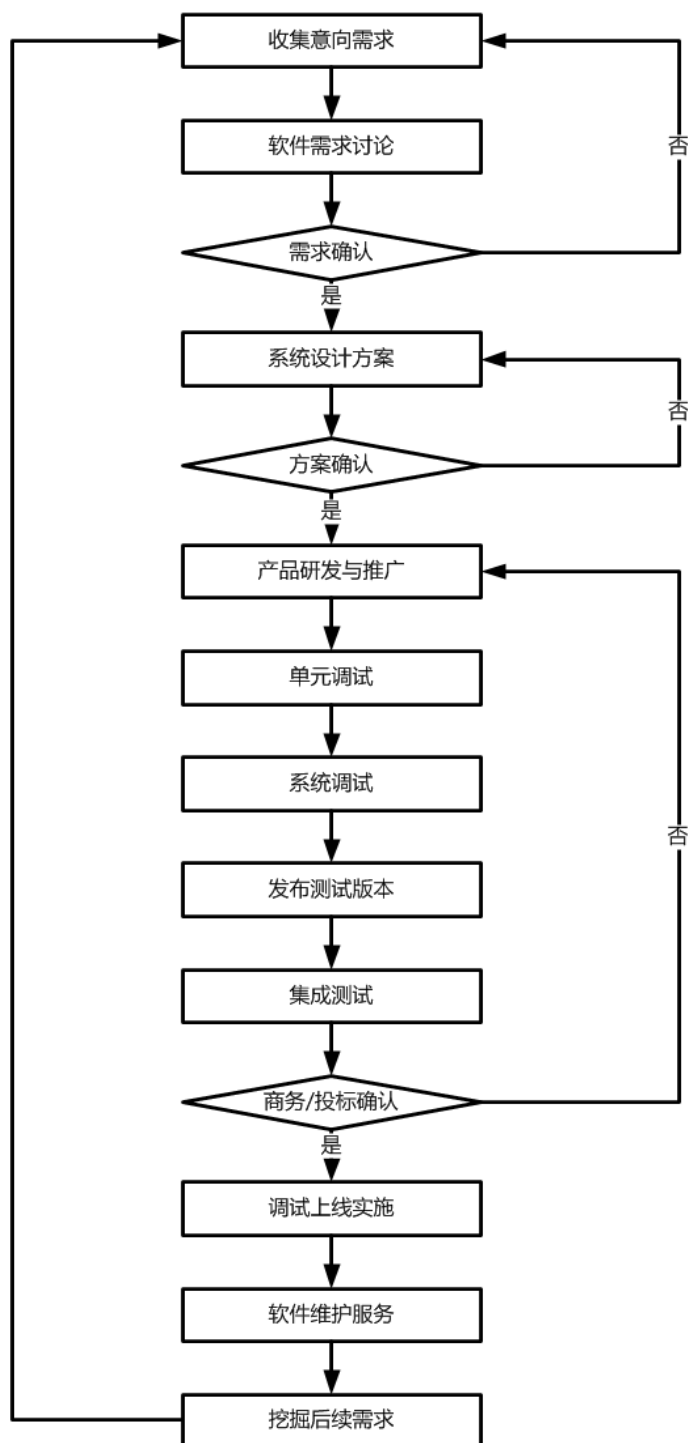 收集意向需求
软件需求讨论
否
需求确认
是
系统设计方案
否
方案确认
是
产品研发与推广
单元调试
系统调试
否
发布测试版本
集成测试
商务/投标确认
是
调试上线实施
软件维护服务
挖掘后续需求